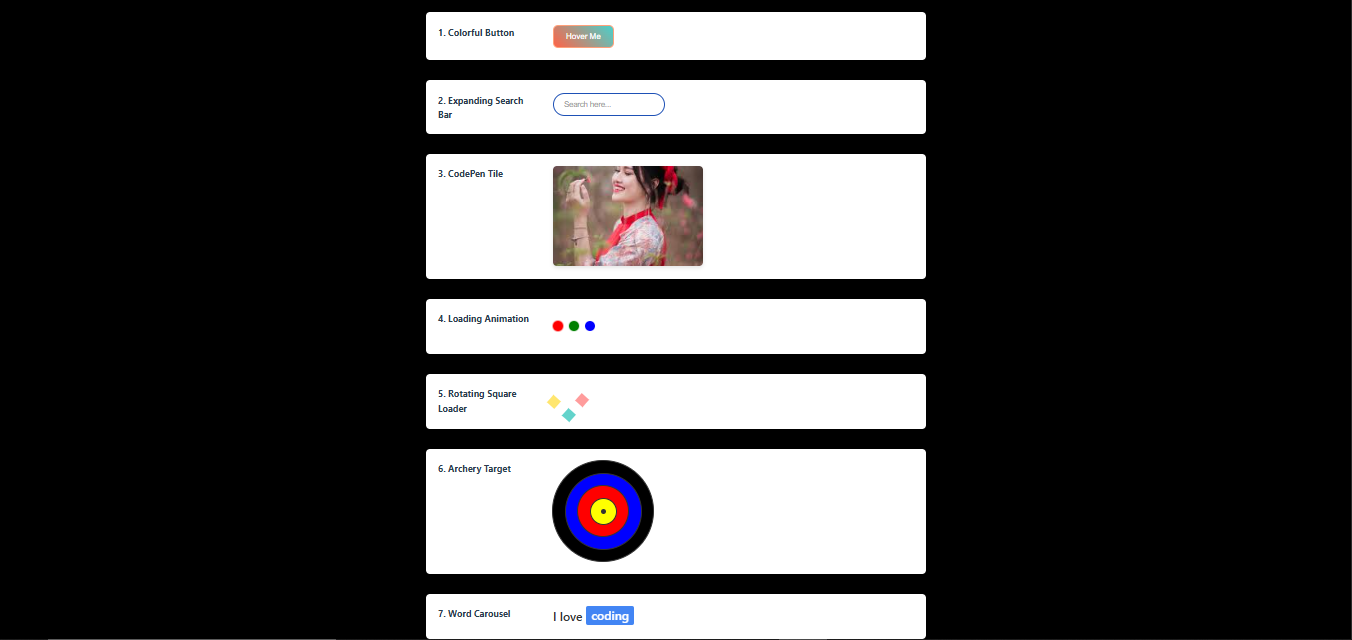 1. Colorful Button
Hover Me
2. Expanding Search
Bar
Search here...
3. CodePen Tile
4. Loading Animation
5. Rotating Square
Loader
6. Archery Target
7. Word Carousel
I love coding